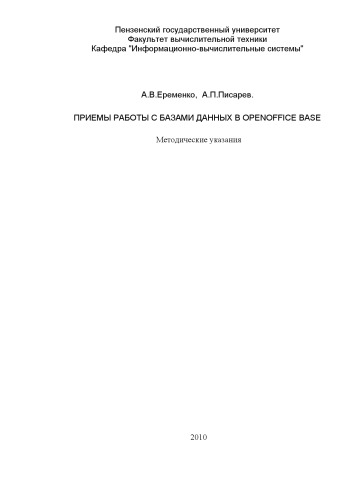 Пензенский государственный университет
Факультет вычислительной техники
Кафедра "Информационно-вычислительные системы"
А.В.Еременко,  А.П.Писарев.
ПРИЕМЫ РАБОТЫ С БАЗАМИ ДАННЫХ В OPENOFFICE BASE
Методические указания
2010